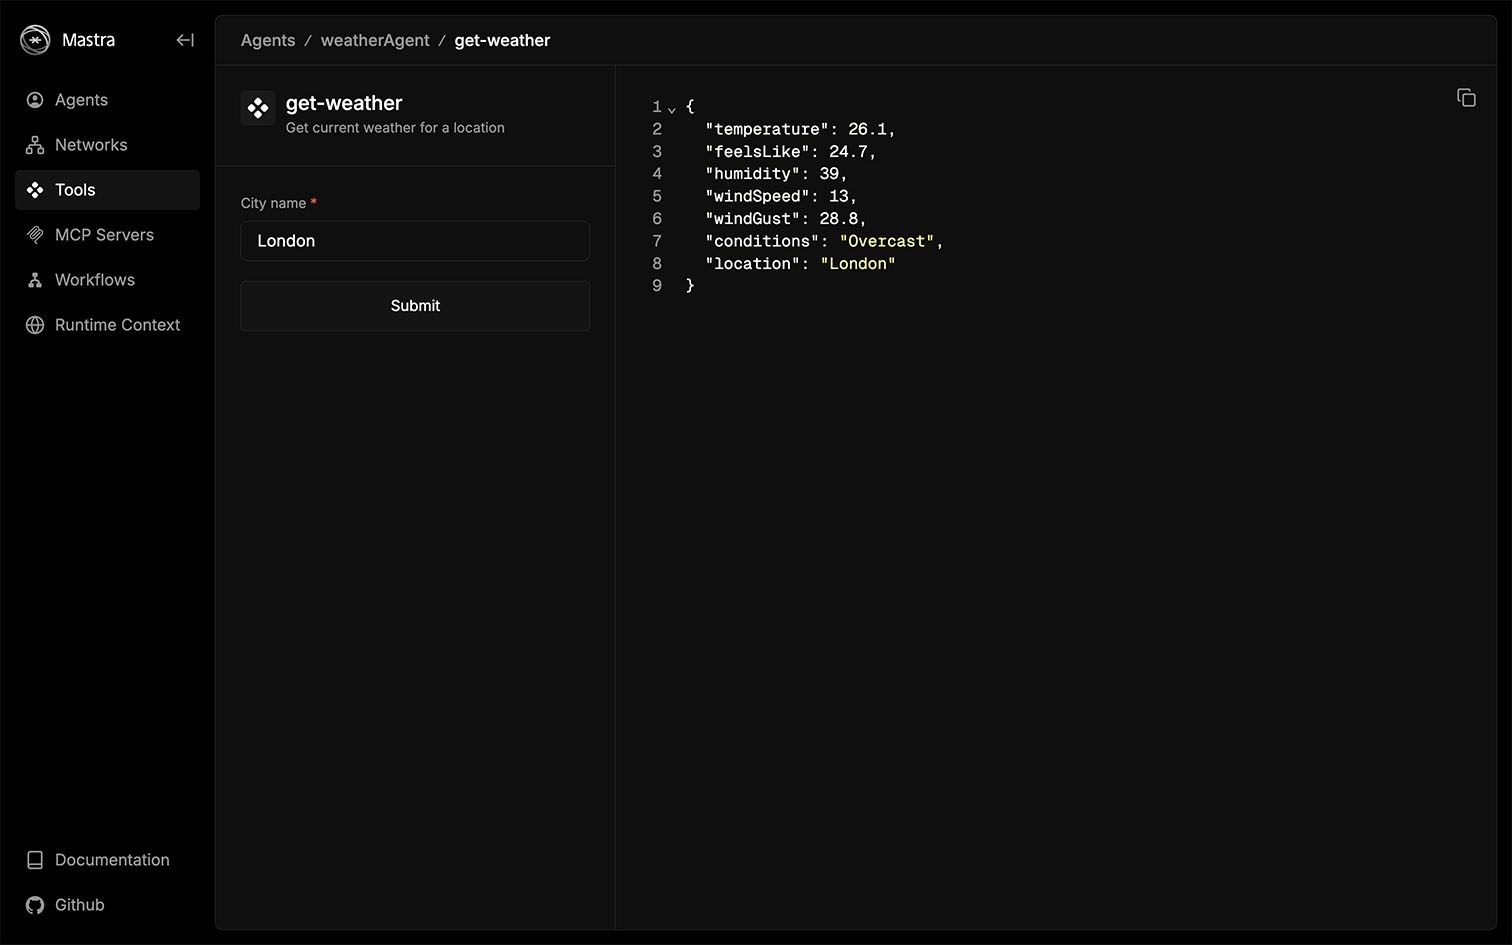 Mastra
Agents
Networks
Tools
MCP Servers
Workflows
Runtime Context
Documentation
Github
Agents / weatherAgent / get-weather
get-weather
Get current weather for a location
City name *
London
Submit
1 {
2 "temperature": 26.1,
3 "feelsLike": 24.7,
4 "humidity": 39,
5 "windSpeed": 13,
6 "windGust": 28.8,
7 "conditions": "Overcast",
8 "location": "London"
9 }